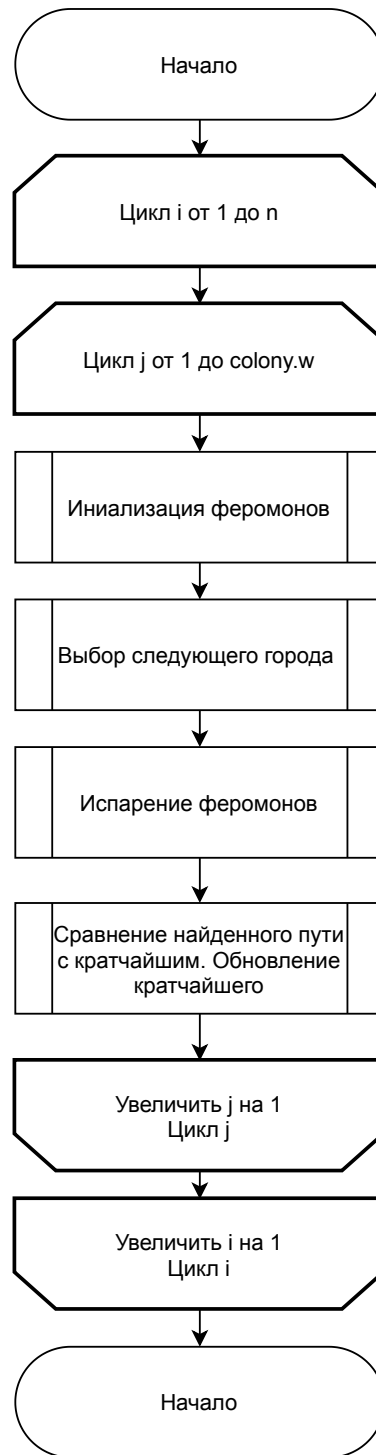 Начало
Цикл i от 1 до n
Цикл j от 1 до colony.w
Иниализация феромонов
Выбор следующего города
Испарение феромонов
Сравнение найденного пути
с кратчайшим. Обновление
кратчайшего
Увеличить j на 1
Цикл j
Увеличить i на 1
Цикл i
Начало